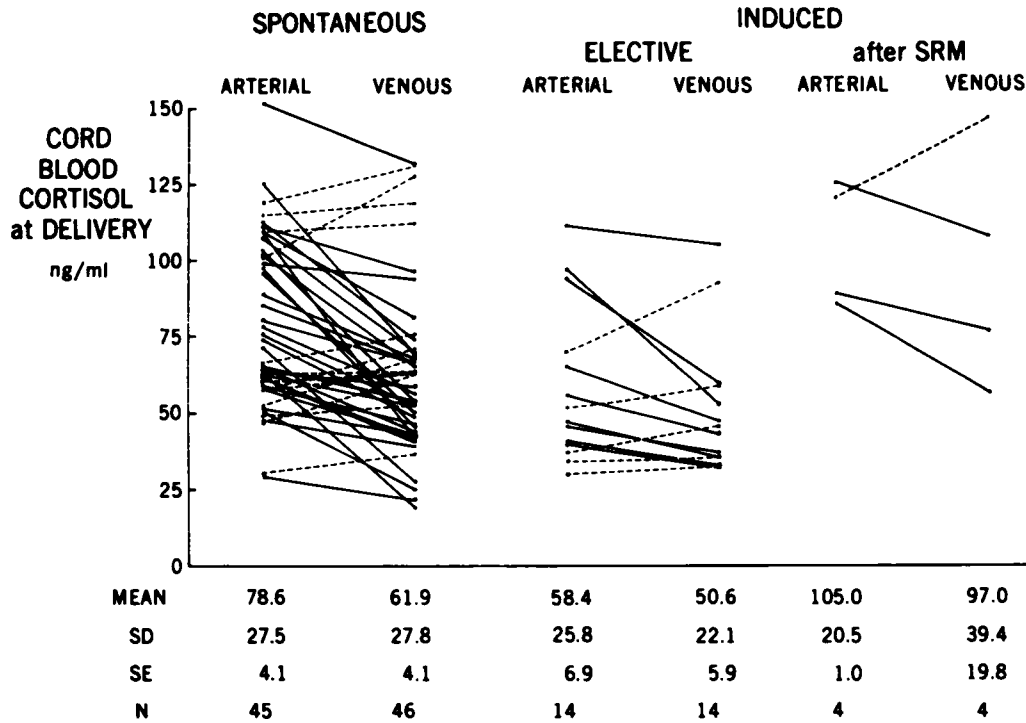 SPONTANEOUS
INDUCED
ELECTIVE
after SRM
ARTERIAL VENOUS ARTERIAL VENOUS ARTERIAL VENOUS
CORD
BLOOD
CORTISOL
at DELIVERY
ng/ml
150
125
100
75
50
25
0
MEAN 78.6 61.9 58.4 50.6 105.0 97.0
SD 27.5 27.8 25.8 22.1 20.5 39.4
SE 4.1 4.1 6.9 5.9 1.0 19.8
N 45 46 14 14 4 4